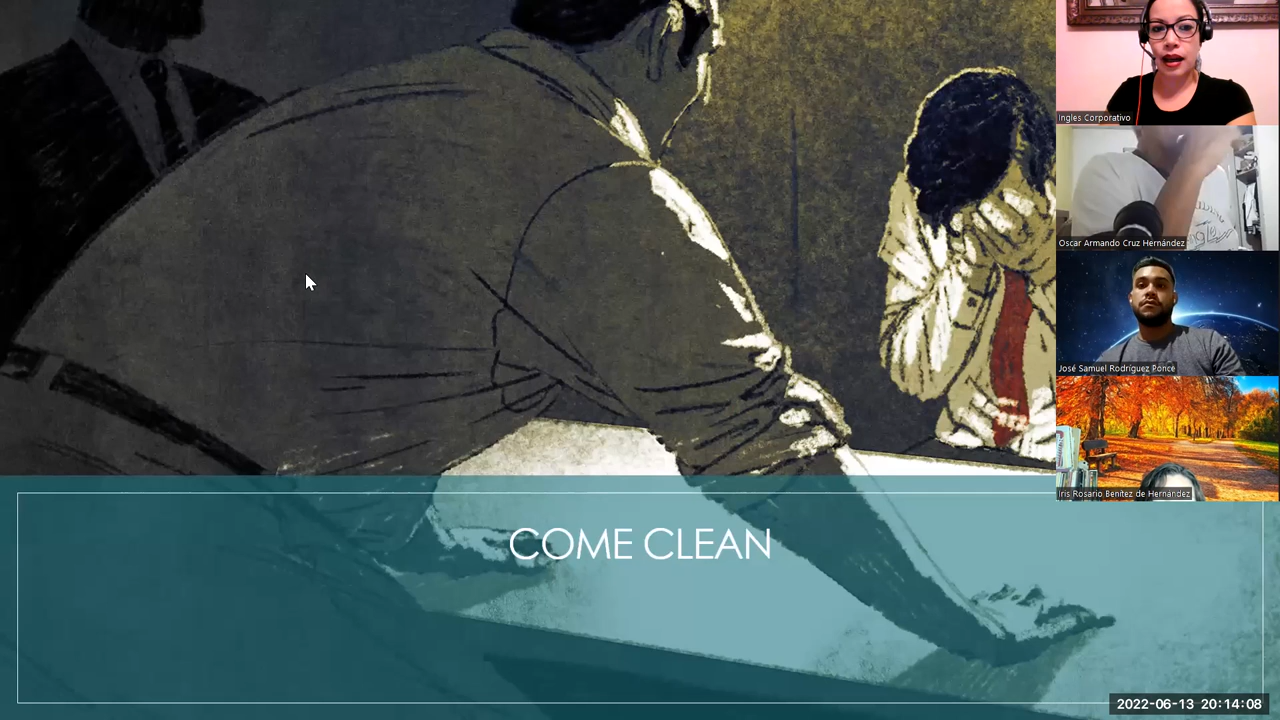 Ingles Corporativo
Oscar Armando Cruz Hernández
José Samuel Rodríguez Ponce
Iris Rosario Benítez de Hernández
COME CLEAN
2022-06-13 20:14:08